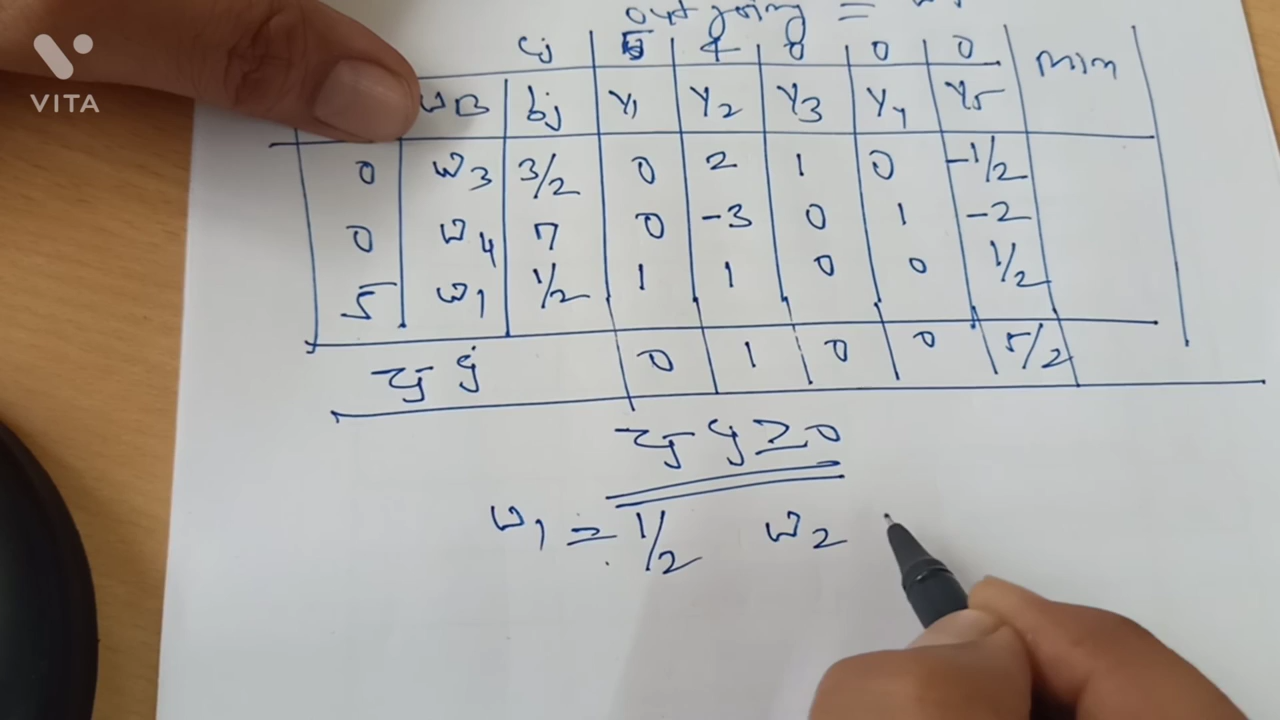 outgoing =
VITA
cj 5 4 0 0 0 min
WB bj Y1 Y2 Y3 Y4 Y5
0 W3 3/2 0 2 1 0 -1/2
0 W4 7 0 -3 0 1 -2
5 W1 1/2 1 1 0 0 1/2
zj cj 0 1 0 0 5/2
zj cj ≥ 0
W1 = 1/2 W2